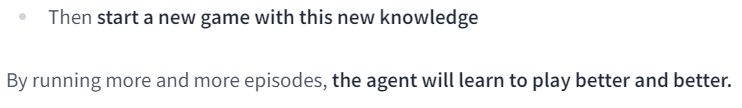 Then start a new game with this new knowledge
By running more and more episodes, the agent will learn to play better and better.